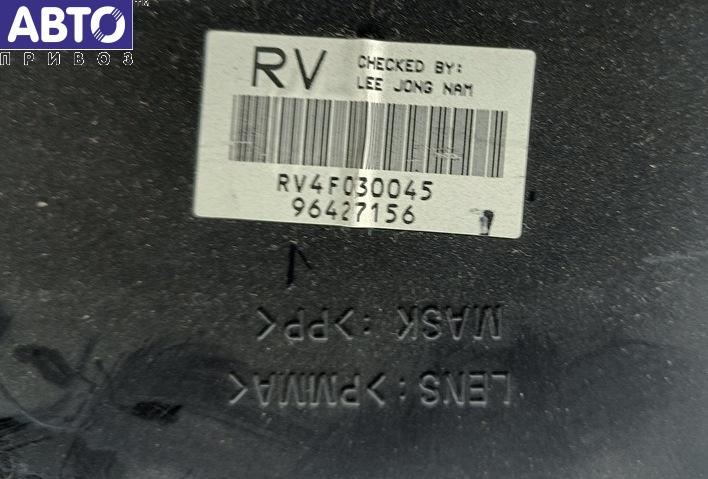 АВТО
ПРИВОЗ
RV
CHECKED BY:
LEE JONG NAM
RV4F030045
96427156
MASK : >PP<
LENS : >PMMA<